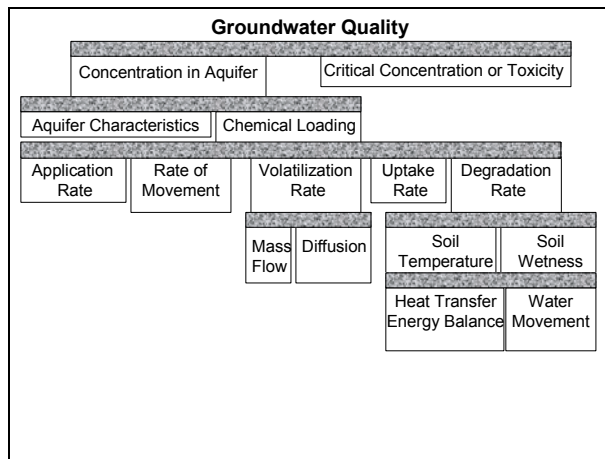 Groundwater Quality
Concentration in Aquifer
Critical Concentration or Toxicity
Aquifer Characteristics
Chemical Loading
Application
Rate
Rate of
Movement
Volatilization
Rate
Uptake
Rate
Degradation
Rate
Mass
Flow
Diffusion
Soil
Temperature
Soil
Wetness
Heat Transfer
Energy Balance
Water
Movement